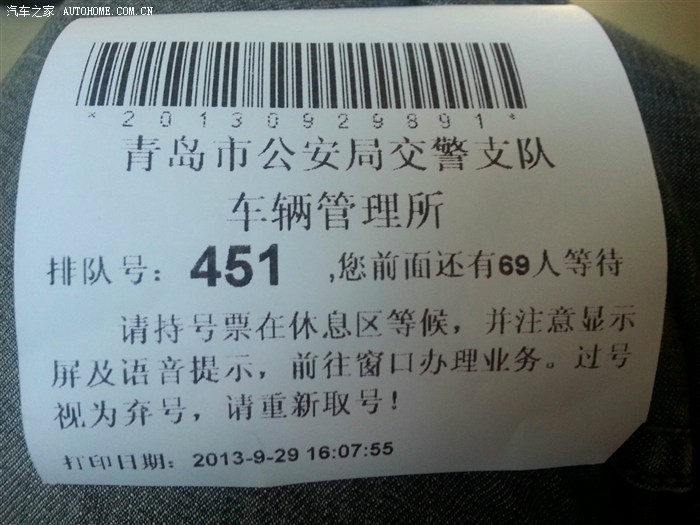 汽车之家 AUTOHOME.COM.CN
*20130929891*
青岛市公安局交警支队
车辆管理所
排队号：451 ,您前面还有69人等待
请持号票在休息区等候，并注意显示
屏及语音提示，前往窗口办理业务。过号
视为弃号，请重新取号！
打印日期：2013-9-29 16:07:55